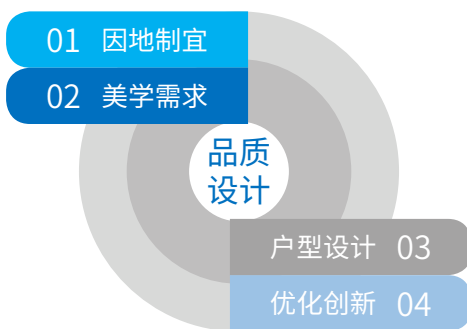 01 因地制宜
02 美学需求
品质
设计
户型设计 03
优化创新 04